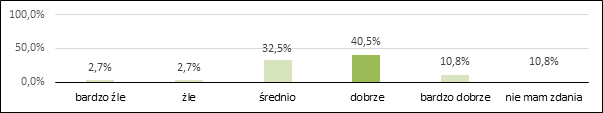 100,0%
50,0%
0,0%
2,7% 2,7% 32,5% 40,5% 10,8% 10,8%
bardzo źle żle średnio dobrze bardzo dobrze nie mam zdania